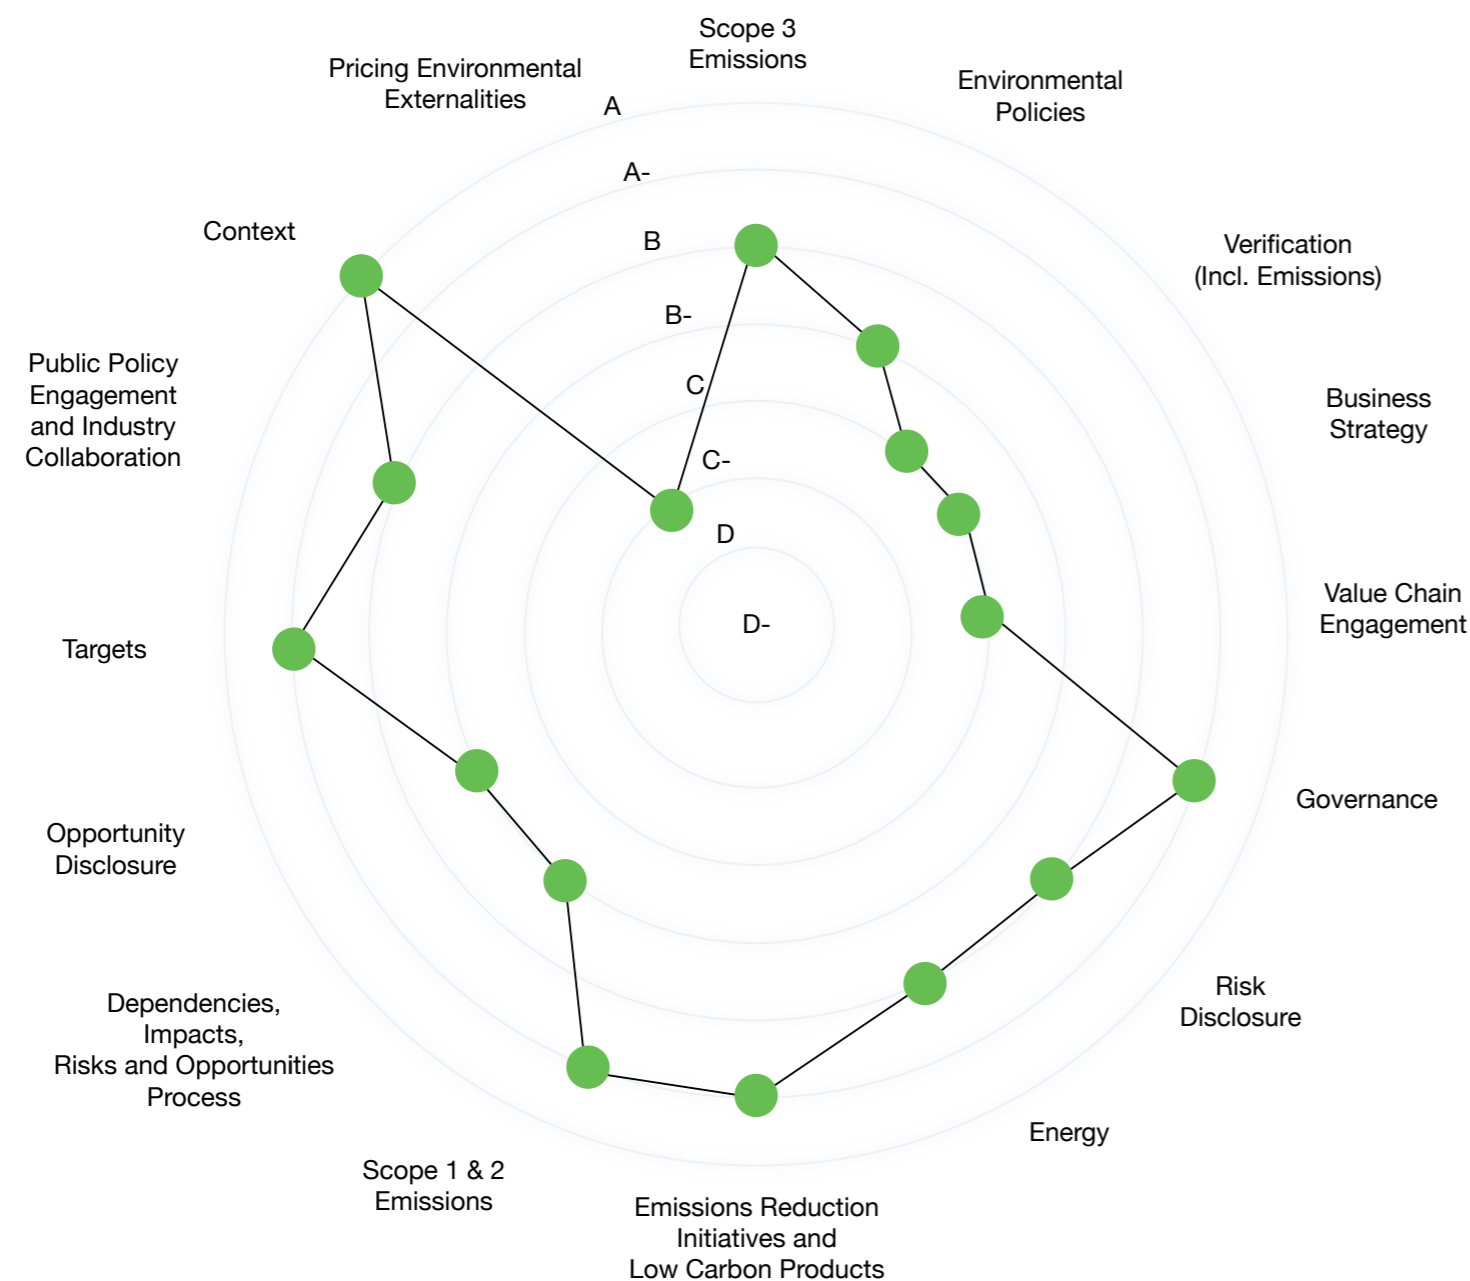 Scope 3
Emissions
Pricing Environmental
Externalities
Environmental
Policies
A
A-
Context
B
Verification
(Incl. Emissions)
B-
Public Policy
Engagement
and Industry
Collaboration
C
Business
Strategy
C-
D
D-
Value Chain
Engagement
Targets
Governance
Opportunity
Disclosure
Risk
Disclosure
Dependencies,
Impacts,
Risks and Opportunities
Process
Energy
Scope 1 & 2
Emissions
Emissions Reduction
Initiatives and
Low Carbon Products